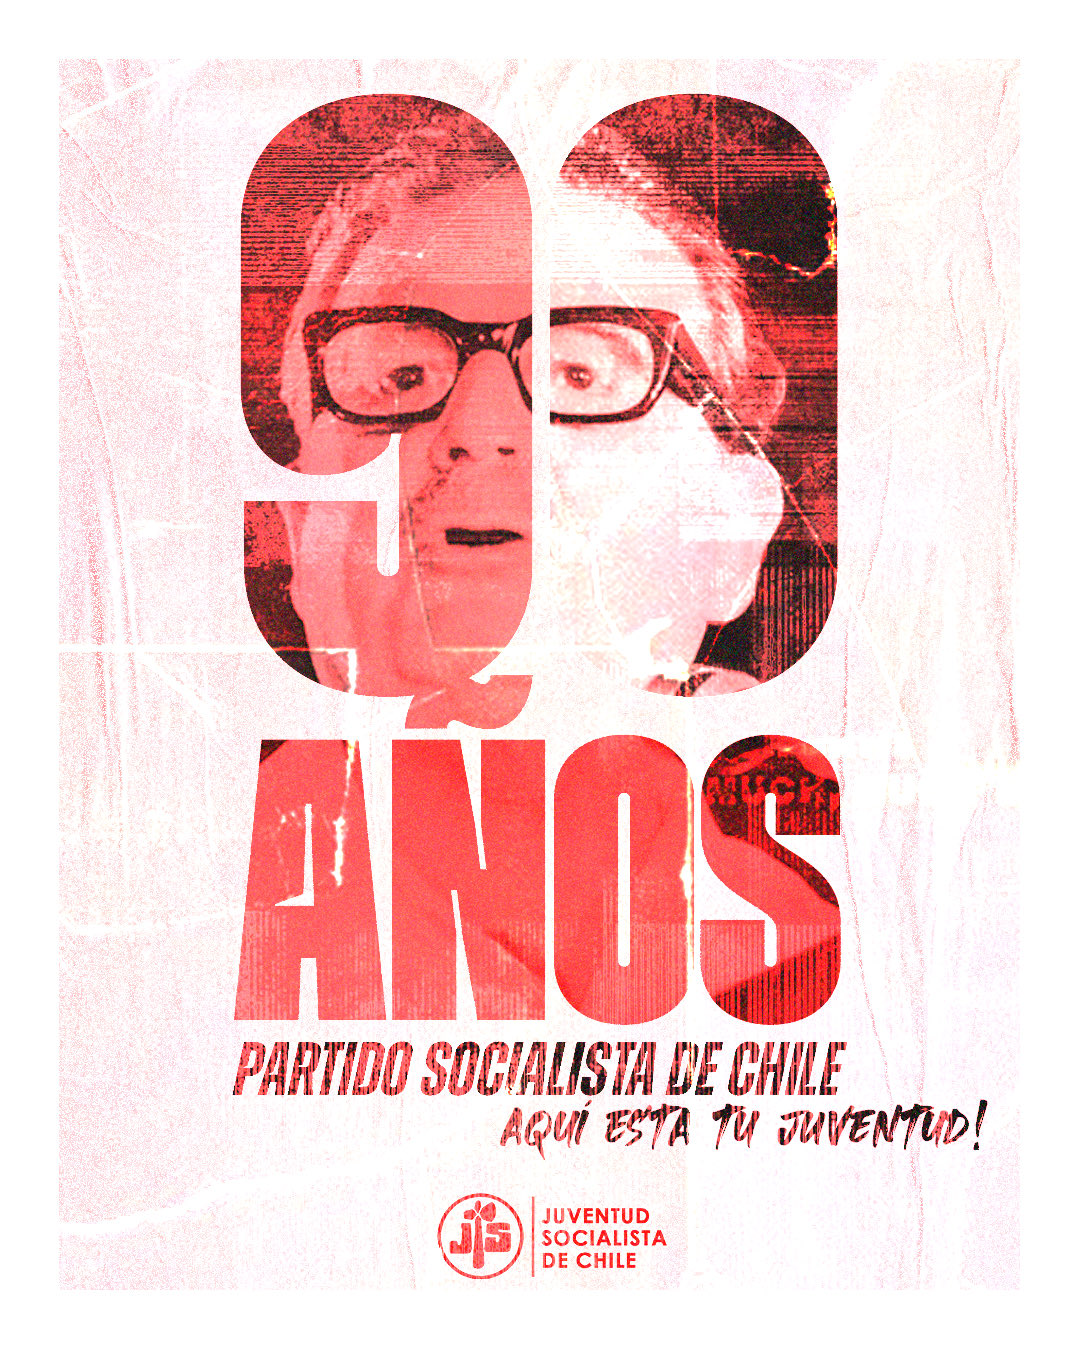 90
AÑOS
PARTIDO SOCIALISTA DE CHILE
AQUÍ ESTA TU JUVENTUD!
JS
JUVENTUD
SOCIALISTA
DE CHILE